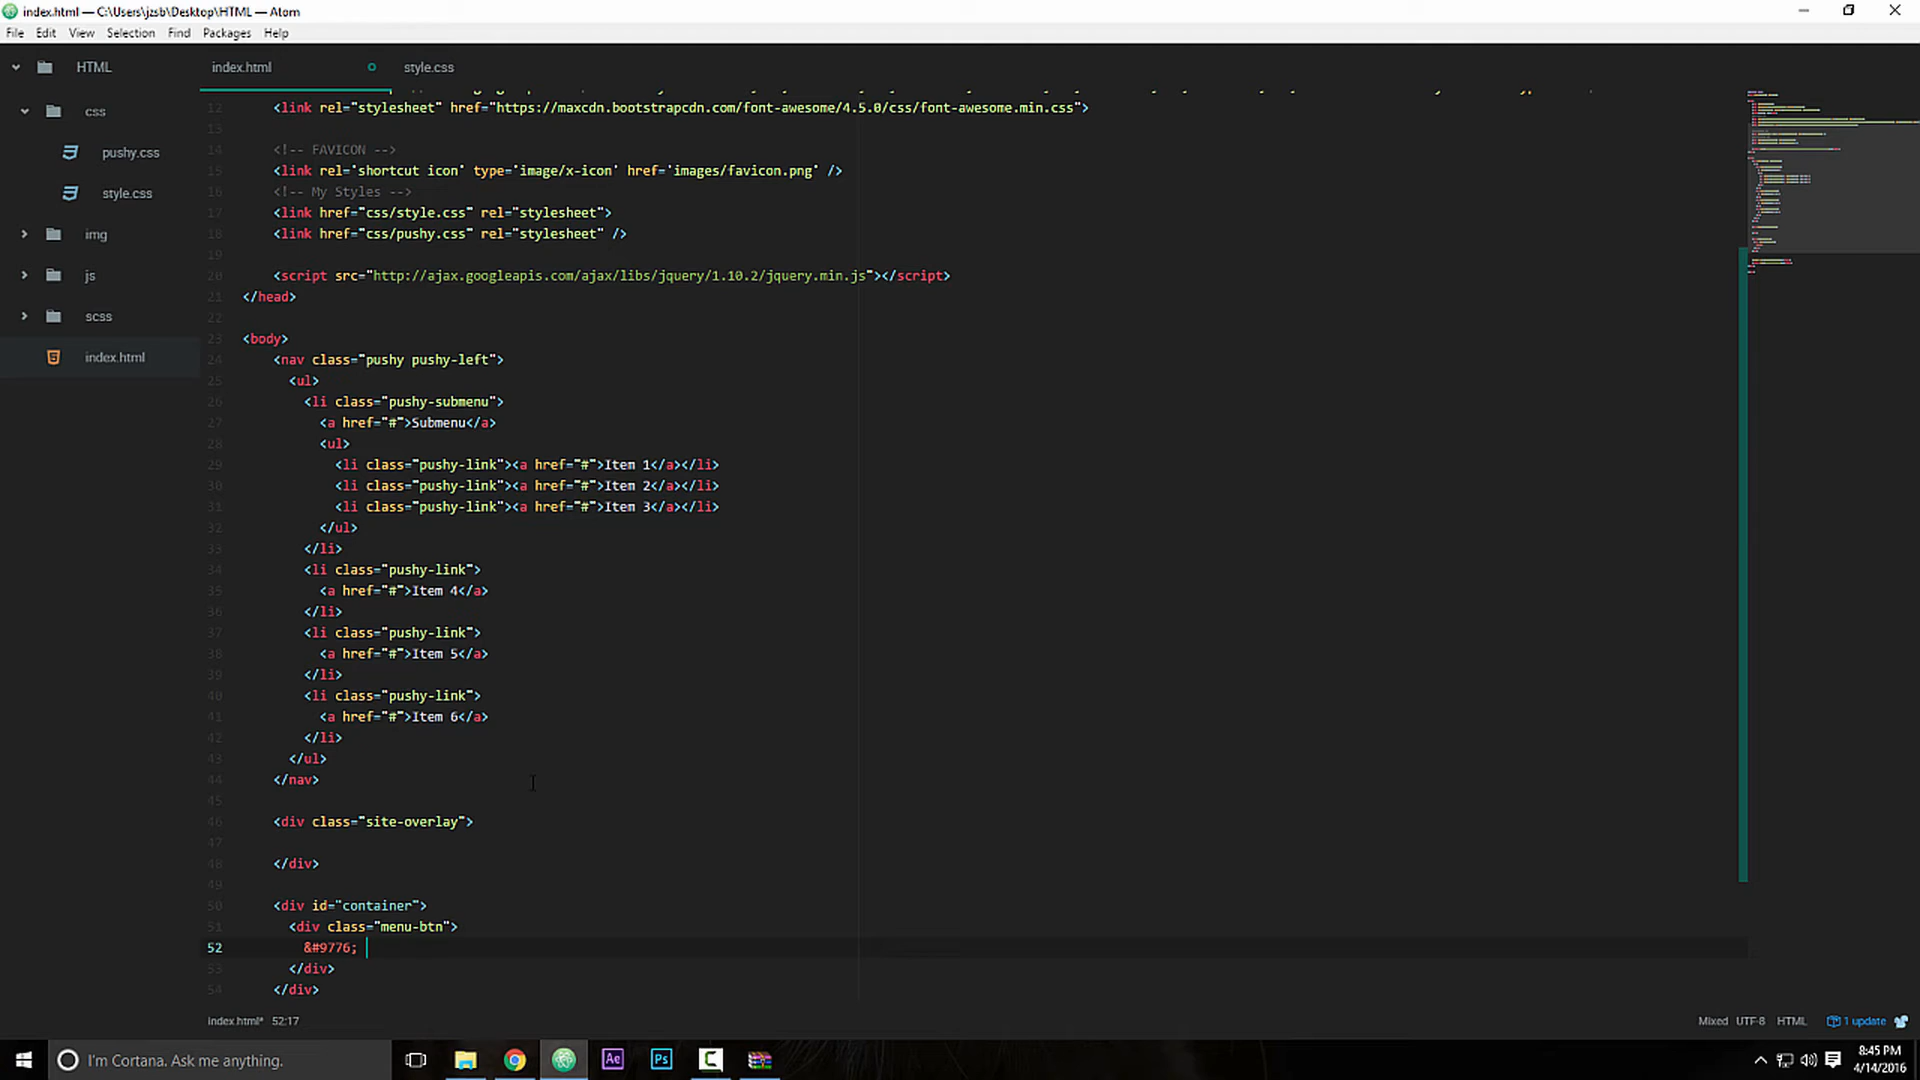 index.html — C:\Users\jzsb\Desktop\HTML — Atom
File Edit View Selection Find Packages Help
HTML
css
pushy.css
style.css
img
js
scss
index.html
index.html style.css
12 <link rel="stylesheet" href="https://maxcdn.bootstrapcdn.com/font-awesome/4.5.0/css/font-awesome.min.css">
13
14 <!-- FAVICON -->
15 <link rel='shortcut icon' type='image/x-icon' href='images/favicon.png' />
16 <!-- My Styles -->
17 <link href="css/style.css" rel="stylesheet">
18 <link href="css/pushy.css" rel="stylesheet" />
19
20 <script src="http://ajax.googleapis.com/ajax/libs/jquery/1.10.2/jquery.min.js"></script>
21 </head>
22
23 <body>
24 <nav class="pushy pushy-left">
25 <ul>
26 <li class="pushy-submenu">
27 <a href="#">Submenu</a>
28 <ul>
29 <li class="pushy-link"><a href="#">Item 1</a></li>
30 <li class="pushy-link"><a href="#">Item 2</a></li>
31 <li class="pushy-link"><a href="#">Item 3</a></li>
32 </ul>
33 </li>
34 <li class="pushy-link">
35 <a href="#">Item 4</a>
36 </li>
37 <li class="pushy-link">
38 <a href="#">Item 5</a>
39 </li>
40 <li class="pushy-link">
41 <a href="#">Item 6</a>
42 </li>
43 </ul>
44 </nav>
45
46 <div class="site-overlay">
47
48 </div>
49
50 <div id="container">
51 <div class="menu-btn">
52 &#9776;
53 </div>
54 </div>
index.html* 52:17
Mixed UTF-8 HTML 1 update
I'm Cortana. Ask me anything.
Ae
Ps
8:45 PM
4/14/2016